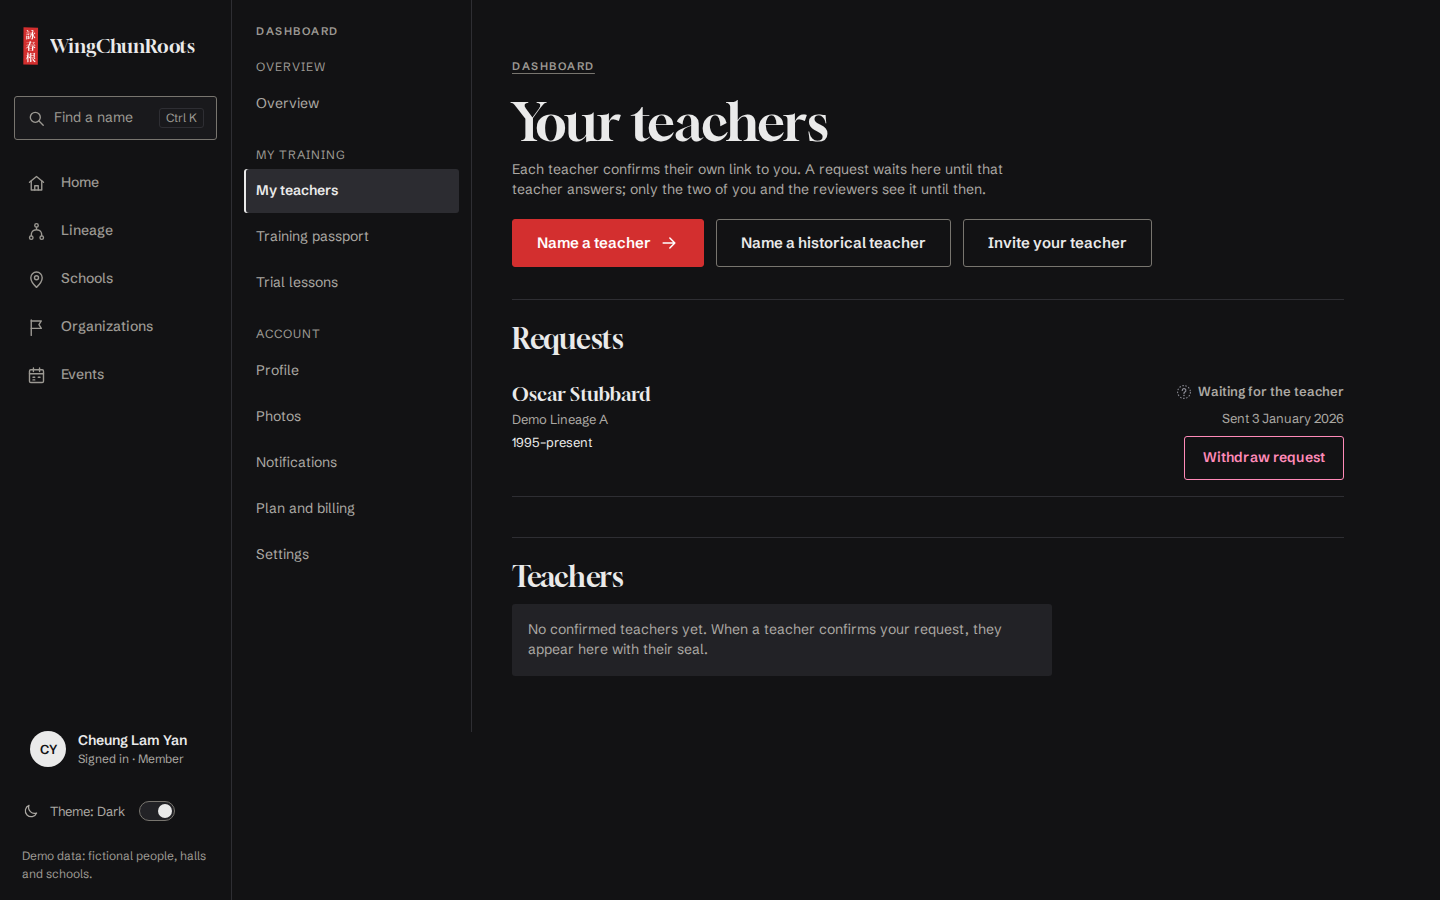 詠春根
WingChunRoots
Find a name
Ctrl K
Home
Lineage
Schools
Organizations
Events
CY
Cheung Lam Yan
Signed in · Member
Theme: Dark
Demo data: fictional people, halls
and schools.
DASHBOARD
OVERVIEW
Overview
MY TRAINING
My teachers
Training passport
Trial lessons
ACCOUNT
Profile
Photos
Notifications
Plan and billing
Settings
DASHBOARD
Your teachers
Each teacher confirms their own link to you. A request waits here until that
teacher answers; only the two of you and the reviewers see it until then.
Name a teacher →
Name a historical teacher
Invite your teacher
Requests
Oscar Stubbard
Demo Lineage A
1995–present
Waiting for the teacher
Sent 3 January 2026
Withdraw request
Teachers
No confirmed teachers yet. When a teacher confirms your request, they
appear here with their seal.